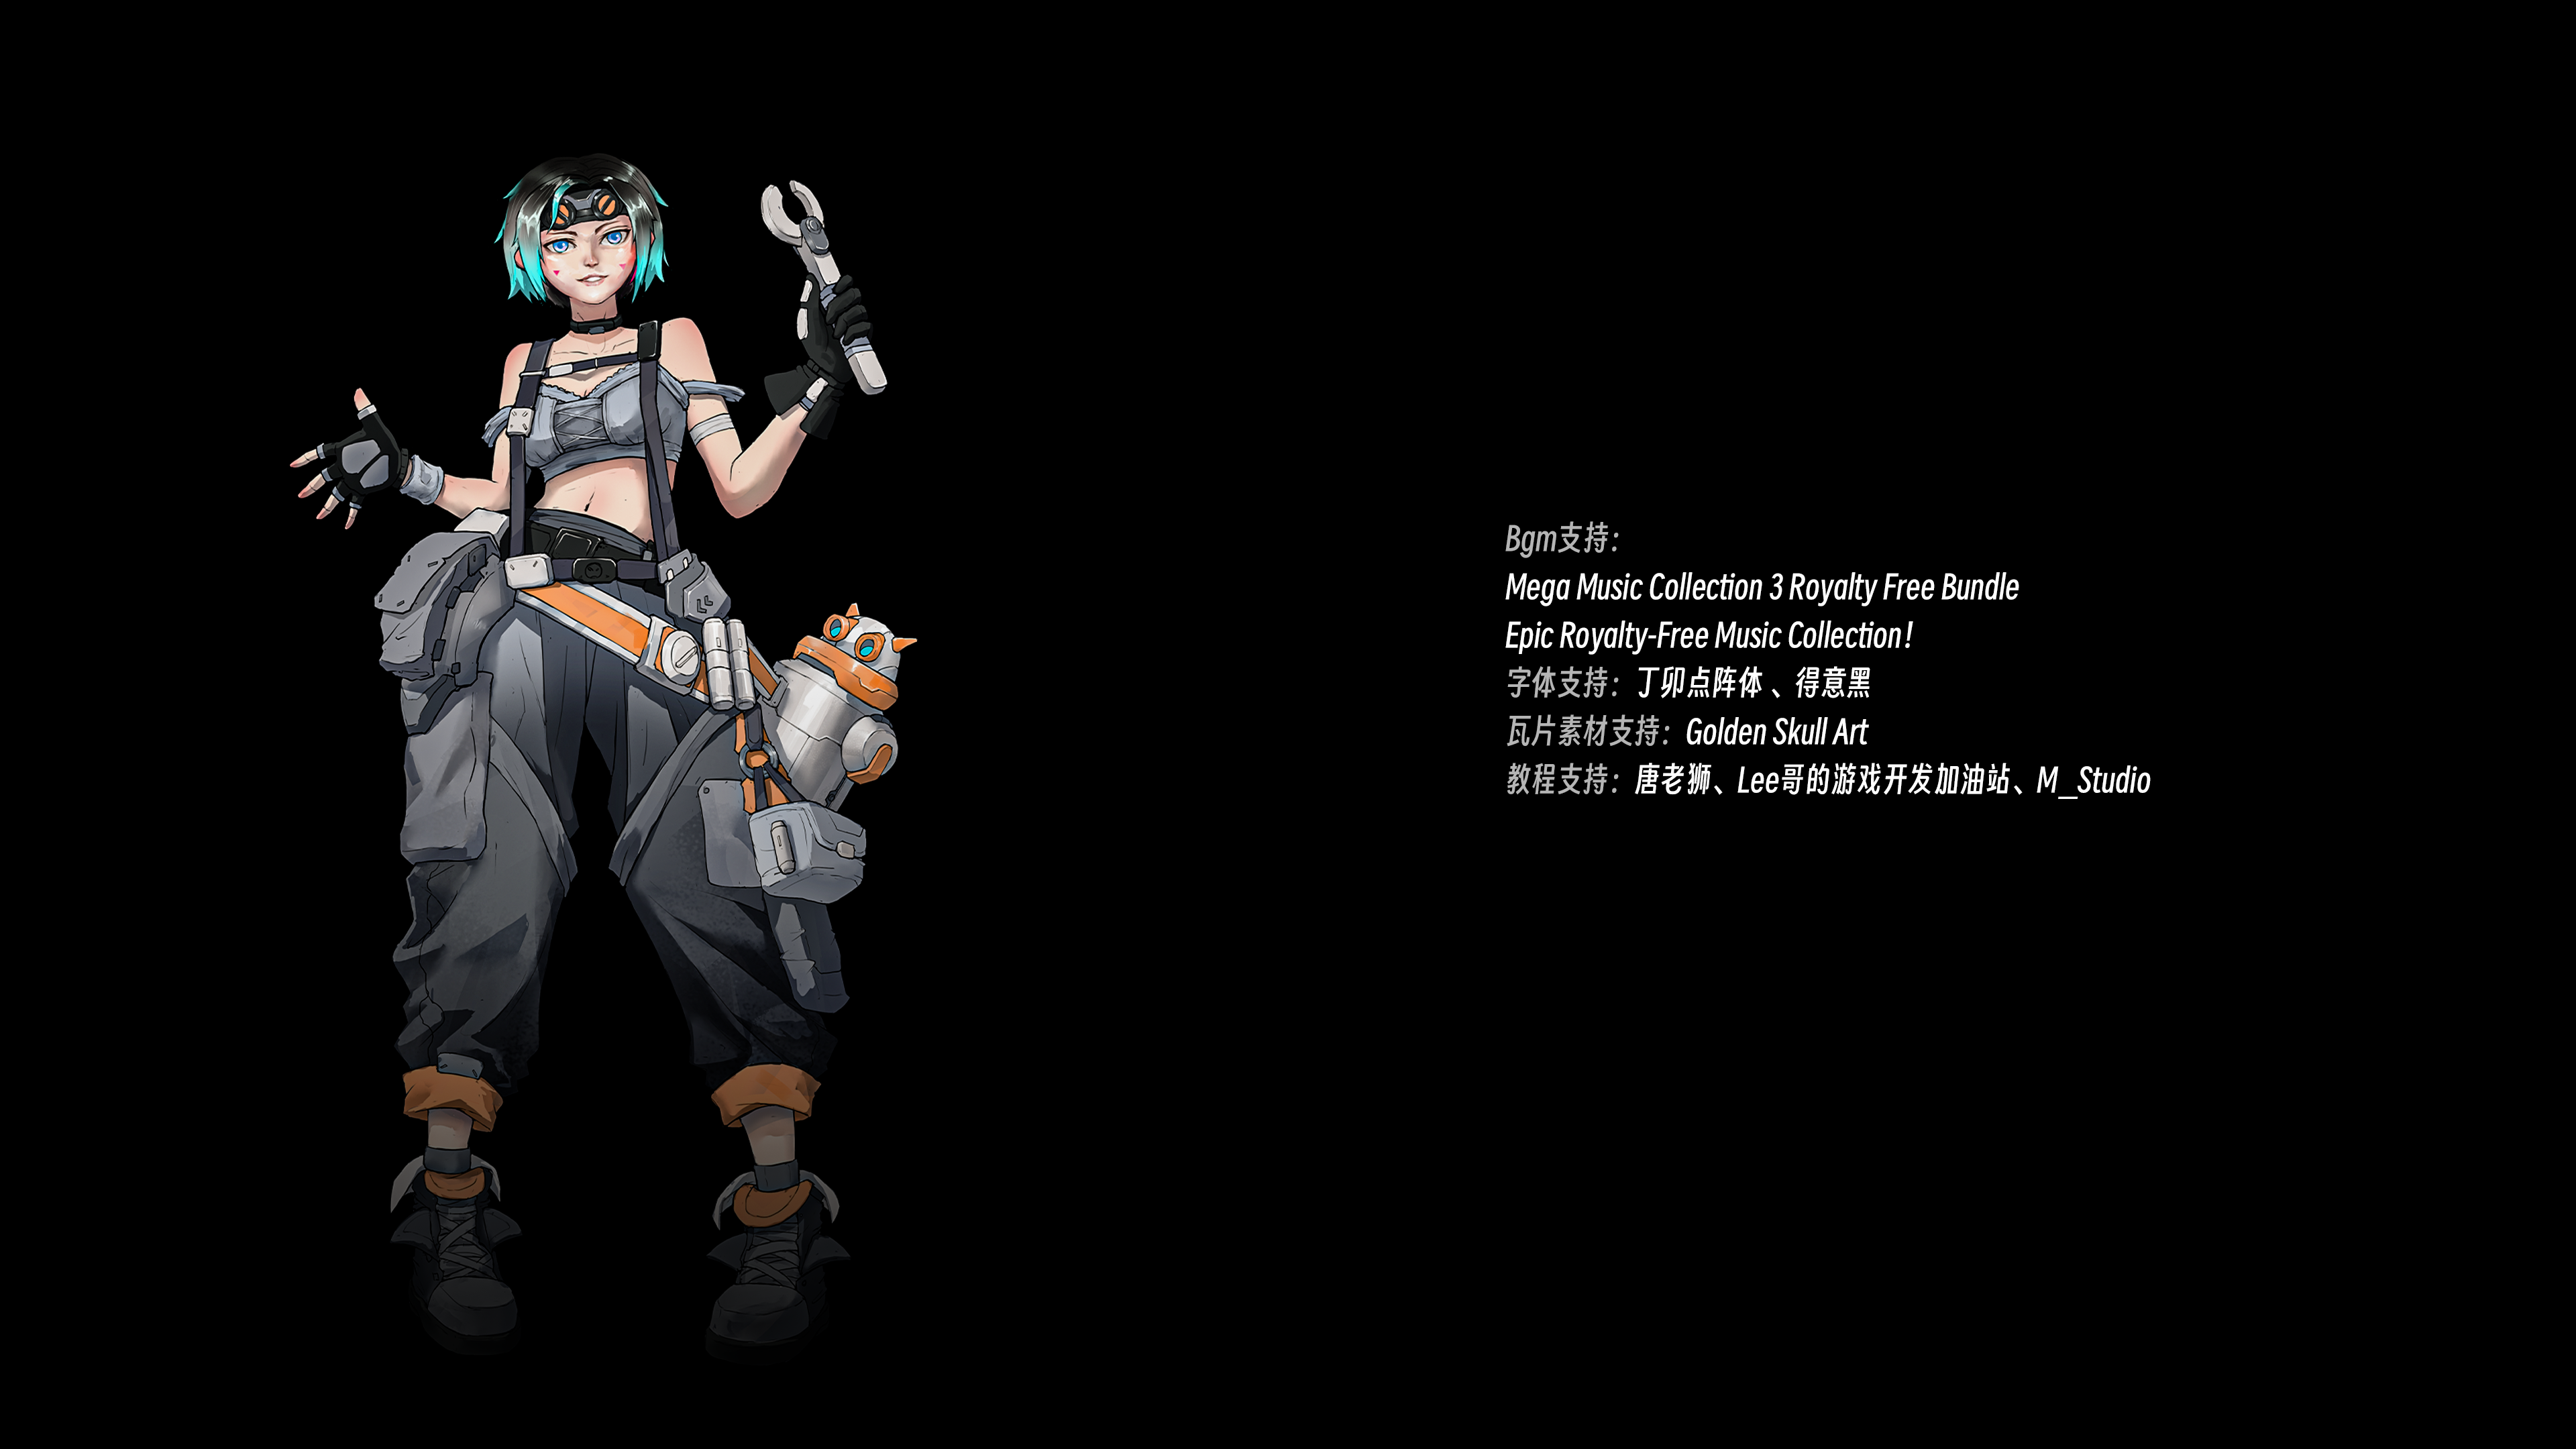 Bgm支持：
Mega Music Collection 3 Royalty Free Bundle
Epic Royalty-Free Music Collection！
字体支持：丁卯点阵体 、得意黑
瓦片素材支持：Golden Skull Art
教程支持：唐老狮、Lee哥的游戏开发加油站、M_Studio